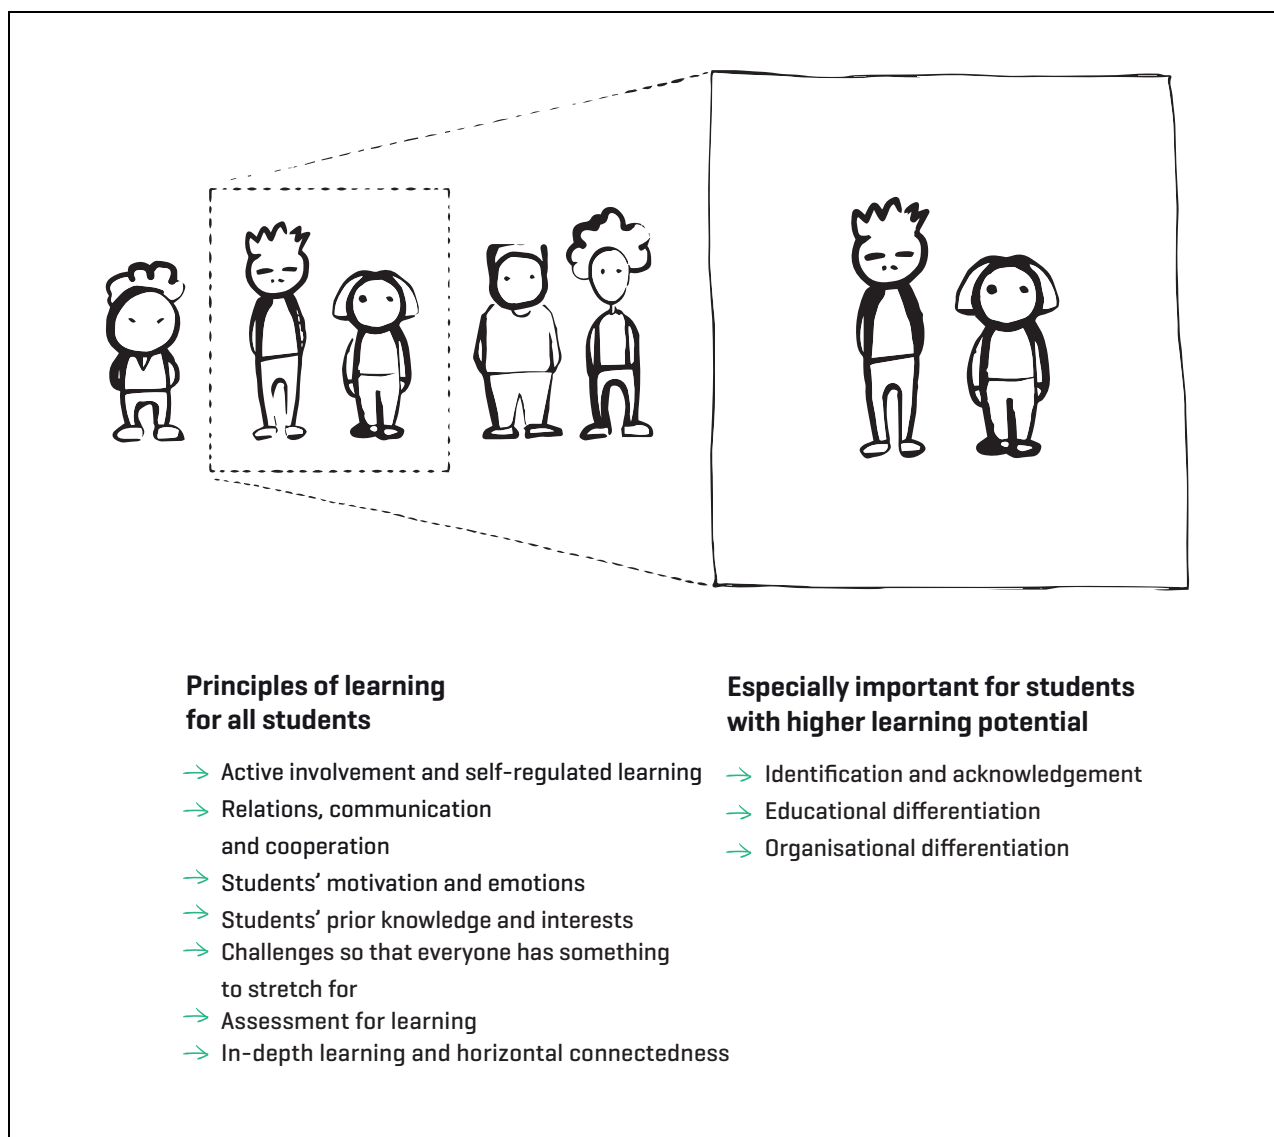 Principles of learning
for all students
→ Active involvement and self-regulated learning
→ Relations, communication
and cooperation
→ Students’ motivation and emotions
→ Students’ prior knowledge and interests
→ Challenges so that everyone has something
to stretch for
→ Assessment for learning
→ In-depth learning and horizontal connectedness
Especially important for students
with higher learning potential
→ Identification and acknowledgement
→ Educational differentiation
→ Organisational differentiation